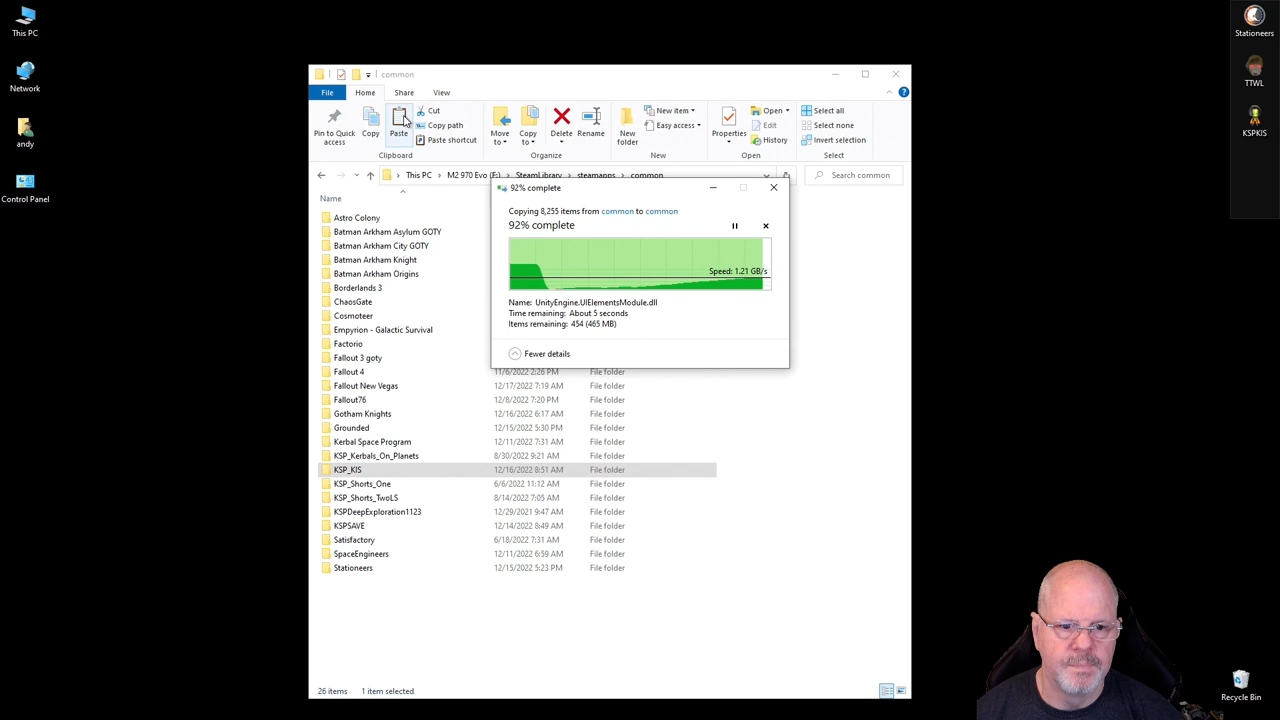 This PC
Network
andy
Control Panel
Stationeers
TTWL
KSPKIS
Recycle Bin
common
File Home Share View
Pin to Quick access
Copy
Paste
Cut
Copy path
Paste shortcut
Clipboard
Move to
Copy to
Delete
Rename
Organize
New folder
New item
Easy access
New
Properties
Open
Edit
History
Open
Select all
Select none
Invert selection
Select
This PC M2 970 Evo (F:) SteamLibrary steamapps common
Search common
Name
Astro Colony
Batman Arkham Asylum GOTY
Batman Arkham City GOTY
Batman Arkham Knight
Batman Arkham Origins
Borderlands 3
ChaosGate
Cosmoteer
Empyrion - Galactic Survival
Factorio
Fallout 3 goty
Fallout 4 11/6/2022 2:26 PM File folder
Fallout New Vegas 12/17/2022 7:19 AM File folder
Fallout76 12/8/2022 7:20 PM File folder
Gotham Knights 12/16/2022 6:17 AM File folder
Grounded 12/15/2022 5:30 PM File folder
Kerbal Space Program 12/11/2022 7:31 AM File folder
KSP_Kerbals_On_Planets 8/30/2022 9:21 AM File folder
KSP_KIS 12/16/2022 8:51 AM File folder
KSP_Shorts_One 6/6/2022 11:12 AM File folder
KSP_Shorts_TwoLS 8/14/2022 7:05 AM File folder
KSPDeepExploration1123 12/29/2021 9:47 AM File folder
KSPSAVE 12/14/2022 8:49 AM File folder
Satisfactory 6/18/2022 7:31 AM File folder
SpaceEngineers 12/11/2022 6:59 AM File folder
Stationeers 12/15/2022 5:23 PM File folder
26 items 1 item selected
92% complete
Copying 8,255 items from common to common
92% complete
Speed: 1.21 GB/s
Name: UnityEngine.UIElementsModule.dll
Time remaining: About 5 seconds
Items remaining: 454 (465 MB)
Fewer details